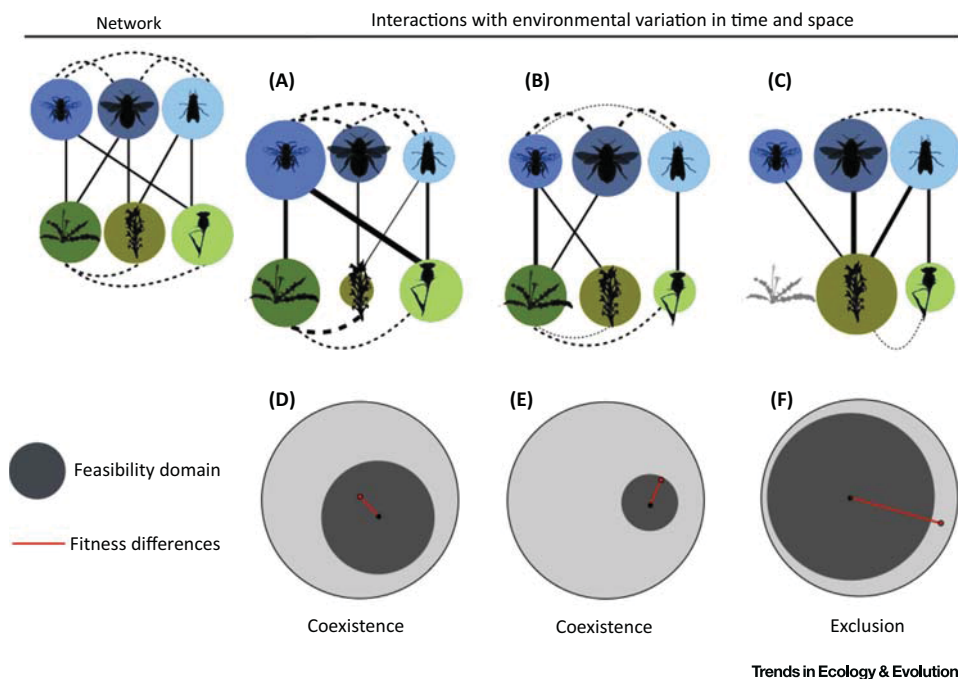 Network
Interactions with environmental variation in time and space
(A)
(B)
(C)
(D)
(E)
(F)
Feasibility domain
Fitness differences
Coexistence
Coexistence
Exclusion
Trends in Ecology & Evolution